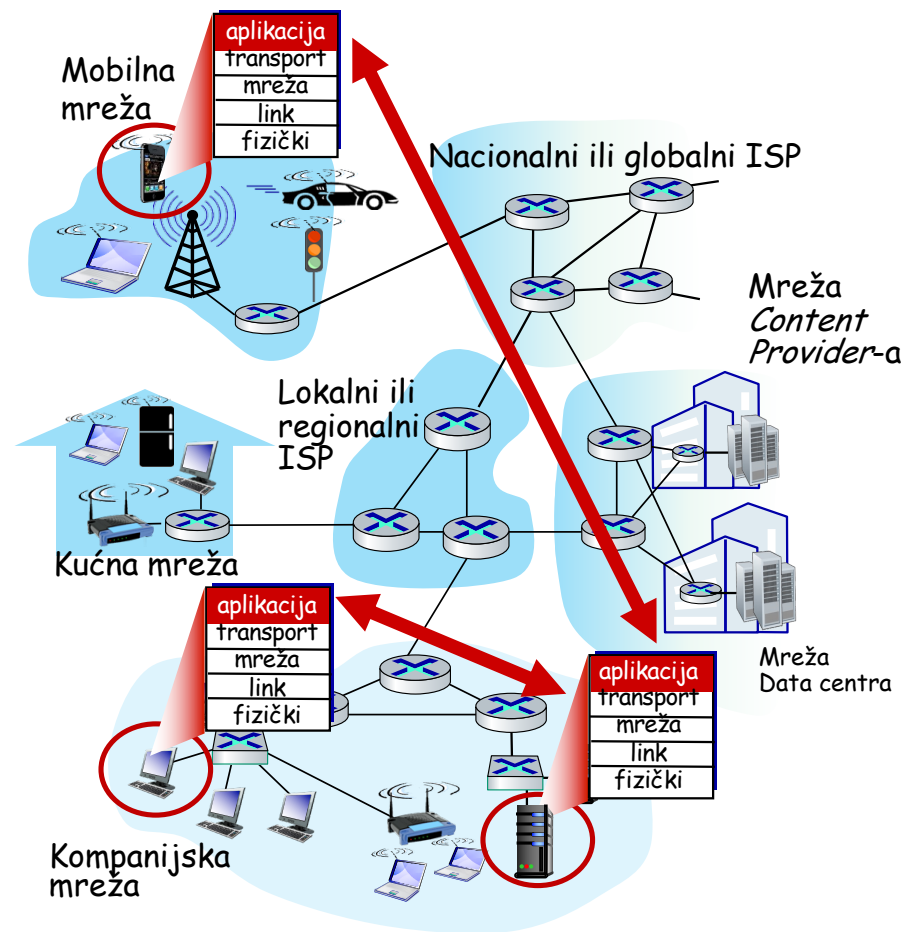 aplikacija
transport
mreža
link
fizički
Mobilna
mreža
Nacionalni ili globalni ISP
Mreža
Content
Provider-a
Lokalni ili
regionalni
ISP
Kućna mreža
aplikacija
transport
mreža
link
fizički
aplikacija
transport
mreža
link
fizički
Mreža
Data centra
Kompanijska
mreža